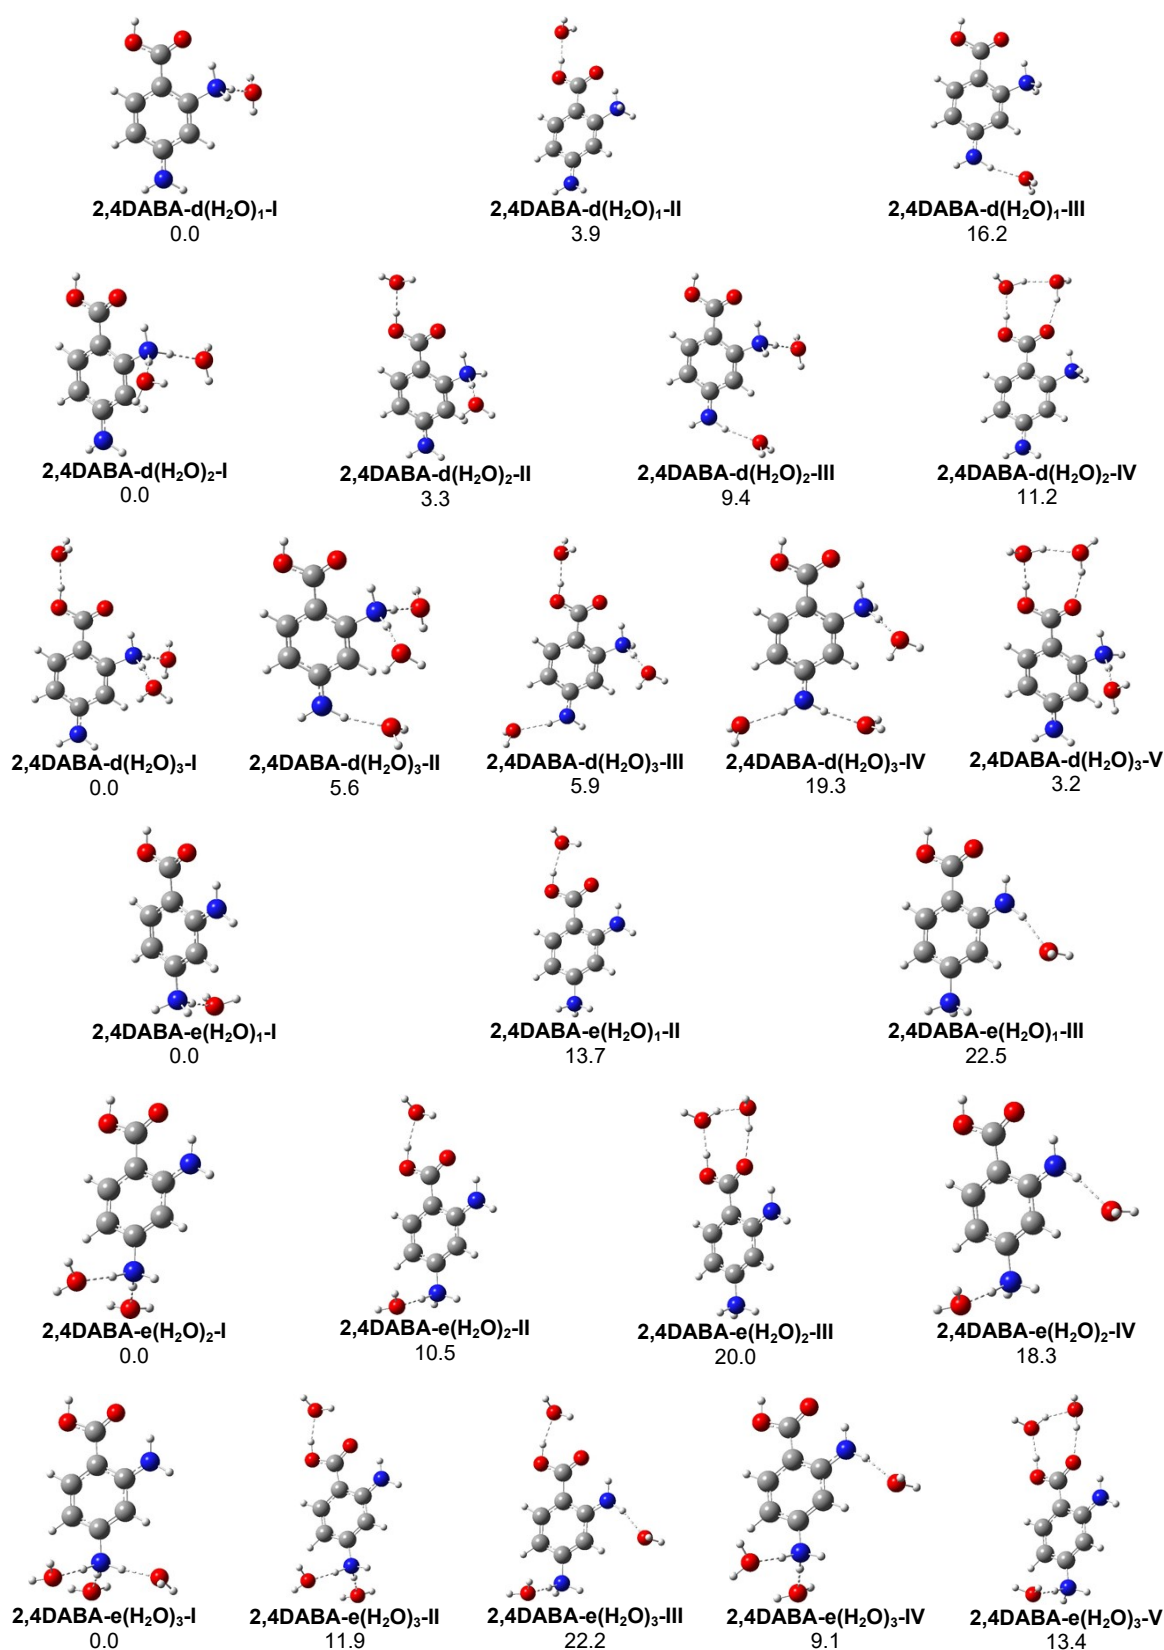 2,4DABA-d(H₂O)₁-I
0.0
2,4DABA-d(H₂O)₁-II
3.9
2,4DABA-d(H₂O)₁-III
16.2
2,4DABA-d(H₂O)₂-I
0.0
2,4DABA-d(H₂O)₂-II
3.3
2,4DABA-d(H₂O)₂-III
9.4
2,4DABA-d(H₂O)₂-IV
11.2
2,4DABA-d(H₂O)₃-I
0.0
2,4DABA-d(H₂O)₃-II
5.6
2,4DABA-d(H₂O)₃-III
5.9
2,4DABA-d(H₂O)₃-IV
19.3
2,4DABA-d(H₂O)₃-V
3.2
2,4DABA-e(H₂O)₁-I
0.0
2,4DABA-e(H₂O)₁-II
13.7
2,4DABA-e(H₂O)₁-III
22.5
2,4DABA-e(H₂O)₂-I
0.0
2,4DABA-e(H₂O)₂-II
10.5
2,4DABA-e(H₂O)₂-III
20.0
2,4DABA-e(H₂O)₂-IV
18.3
2,4DABA-e(H₂O)₃-I
0.0
2,4DABA-e(H₂O)₃-II
11.9
2,4DABA-e(H₂O)₃-III
22.2
2,4DABA-e(H₂O)₃-IV
9.1
2,4DABA-e(H₂O)₃-V
13.4